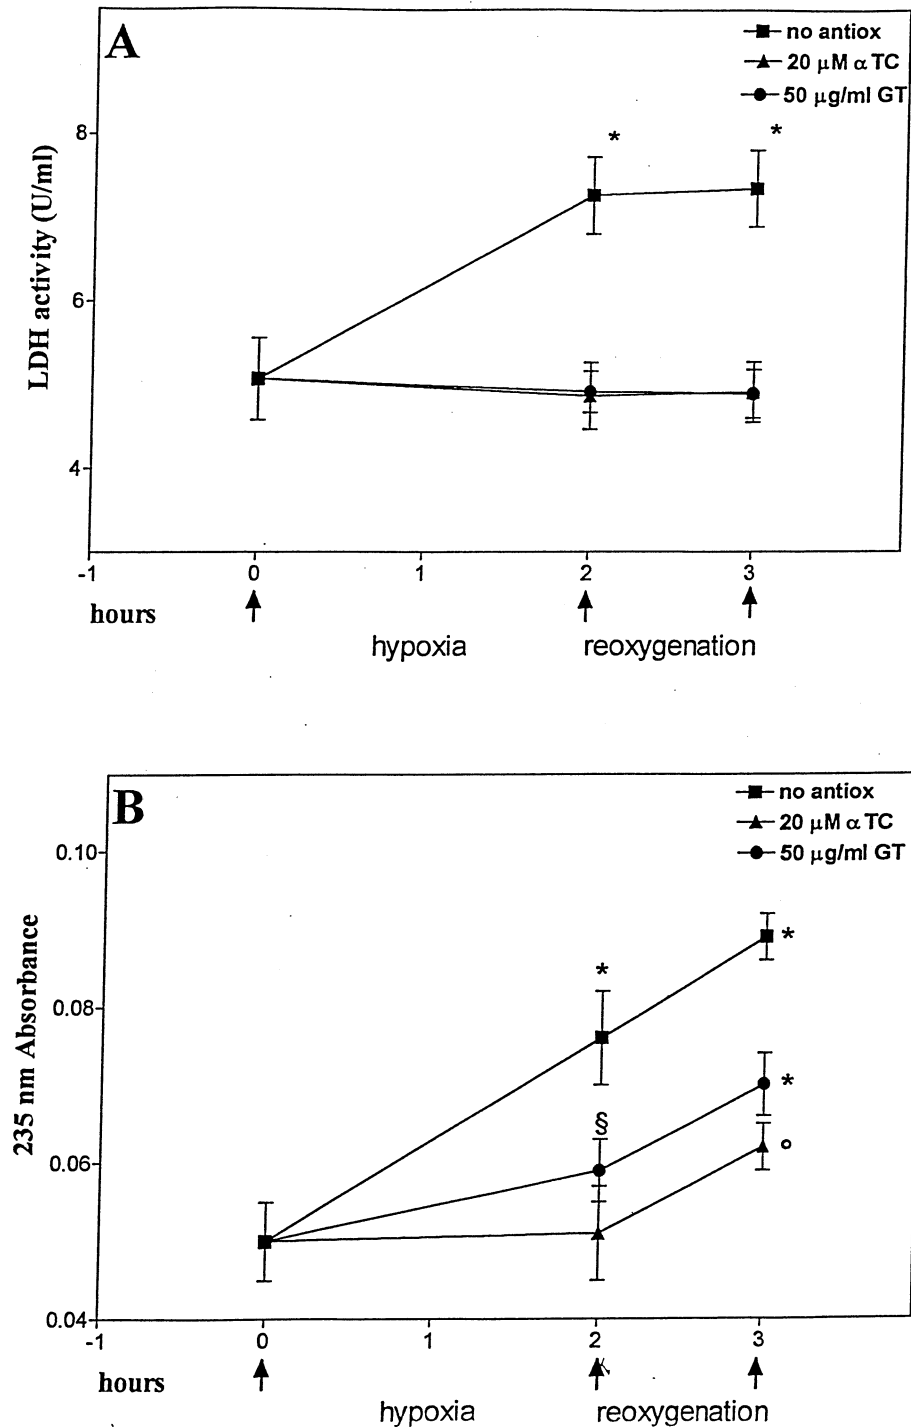 A
no antiox
20 μM α TC
50 μg/ml GT
*
*
8
6
4
LDH activity (U/ml)
-1 0 1 2 3
hours
hypoxia reoxygenation
B
no antiox
20 μM α TC
50 μg/ml GT
0.10
*
*
0.08
*
§
°
0.06
0.04
235 nm Absorbance
-1 0 1 2 3
hours
hypoxia reoxygenation